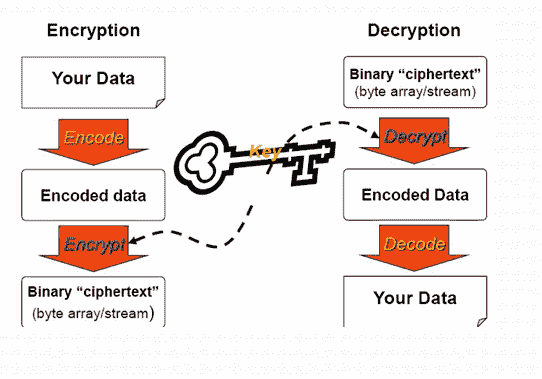 Encryption
Your Data
Encode
Encoded data
Encrypt
Binary “ciphertext”
(byte array/stream)
Key
Decryption
Binary “ciphertext”
(byte array/stream)
Decrypt
Encoded Data
Decode
Your Data